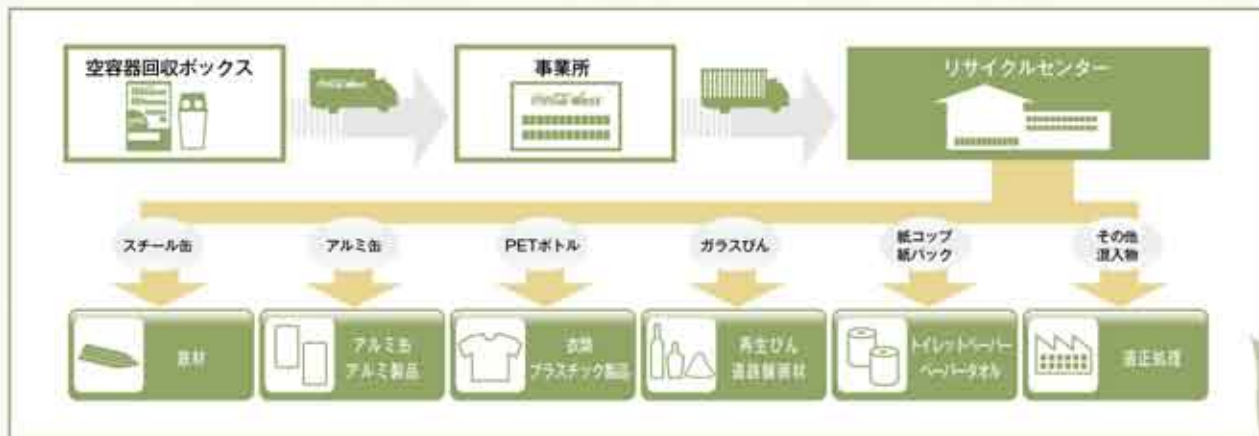 空容器回収ボックス
事業所
リサイクルセンター
スチール缶
アルミ缶
PETボトル
ガラスびん
紙コップ
紙パック
その他
混入物
アルミ缶
アルミ製品
衣類
プラスチック製品
再生びん
道路舗装材
トイレットペーパー
ペーパータオル
適正処理